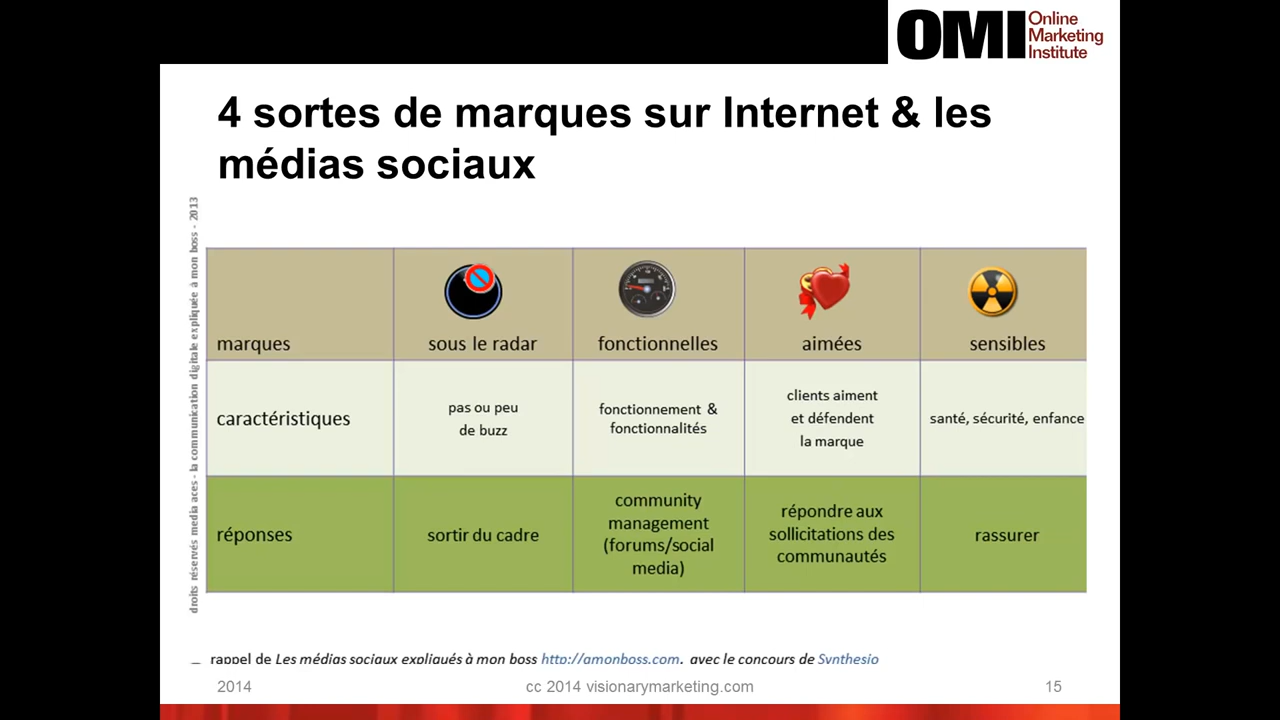 OMI Online
Marketing
Institute
4 sortes de marques sur Internet & les
médias sociaux
droits réservés media aces - la communication digitale expliquée à mon boss - 2013
marques
sous le radar
fonctionnelles
aimées
sensibles
caractéristiques
pas ou peu
de buzz
fonctionnement &
fonctionnalités
clients aiment
et défendent
la marque
santé, sécurité, enfance
réponses
sortir du cadre
community
management
(forums/social
media)
répondre aux
sollicitations des
communautés
rassurer
rappel de Les médias sociaux expliqués à mon boss http://amonboss.com. avec le concours de Synthesio
2014
cc 2014 visionarymarketing.com
15